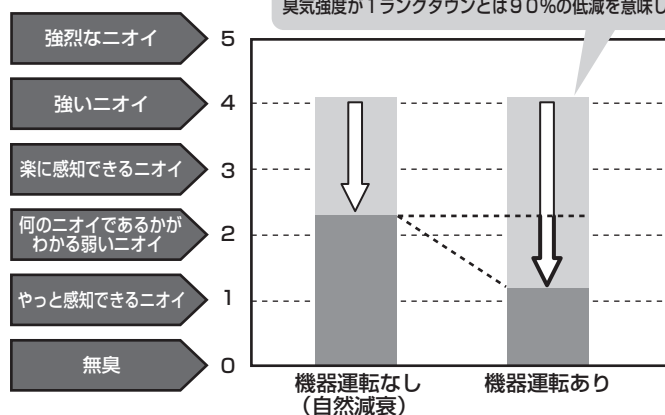 臭気強度が1ランクダウンとは90%の低減を意味し
強烈なニオイ 5
強いニオイ 4
楽に感知できるニオイ 3
何のニオイであるかが
わかる弱いニオイ 2
やっと感知できるニオイ 1
無臭 0
機器運転なし
(自然減衰)
機器運転あり